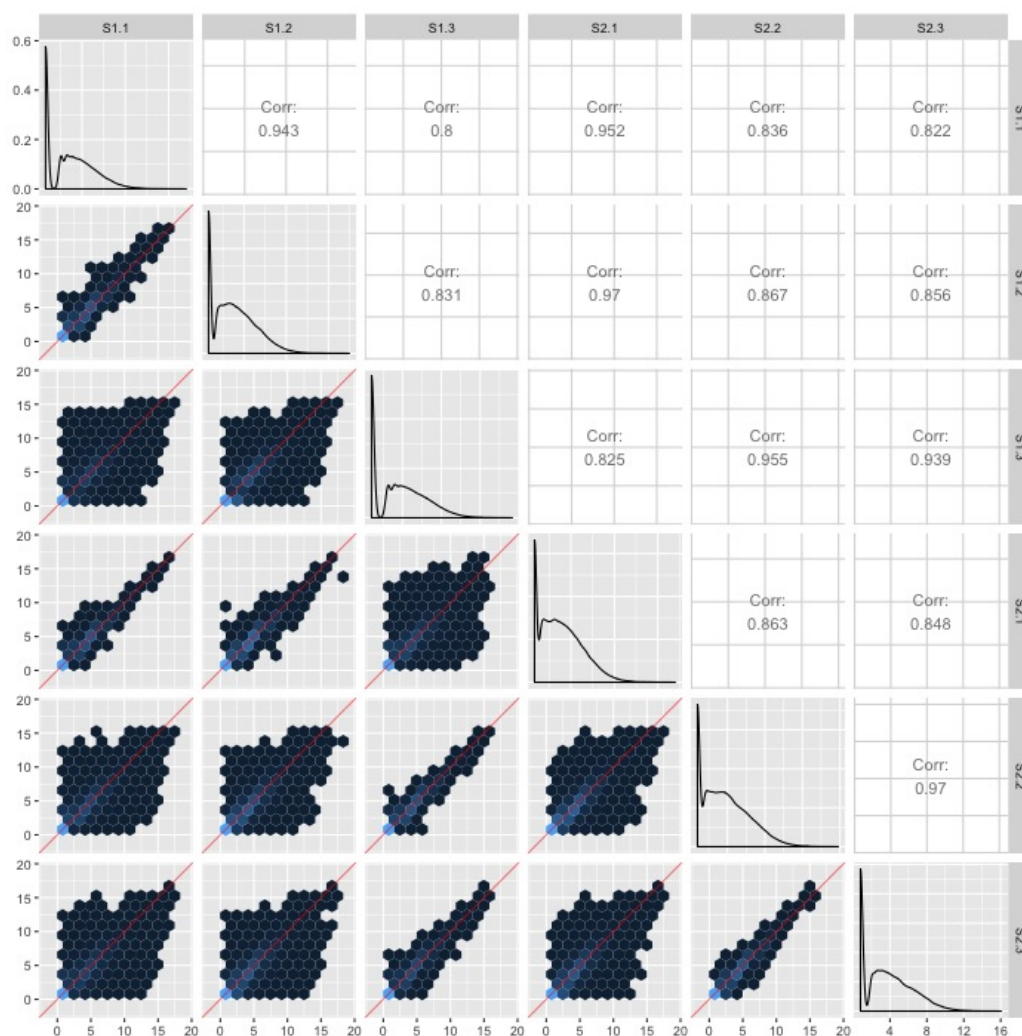 S1.1 S1.2 S1.3 S2.1 S2.2 S2.3
0.6
0.4
0.2
0.0
Corr:
0.943
Corr:
0.8
Corr:
0.952
Corr:
0.836
Corr:
0.822
S1.1
20
15
10
5
0
Corr:
0.831
Corr:
0.97
Corr:
0.867
Corr:
0.856
S1.2
20
15
10
5
0
Corr:
0.825
Corr:
0.955
Corr:
0.939
S1.3
20
15
10
5
0
Corr:
0.863
Corr:
0.848
S2.1
20
15
10
5
0
Corr:
0.97
S2.2
20
15
10
5
0
S2.3
0 5 10 15 20 0 5 10 15 20 0 5 10 15 20 0 5 10 15 20 0 5 10 15 20 4 8 12 16